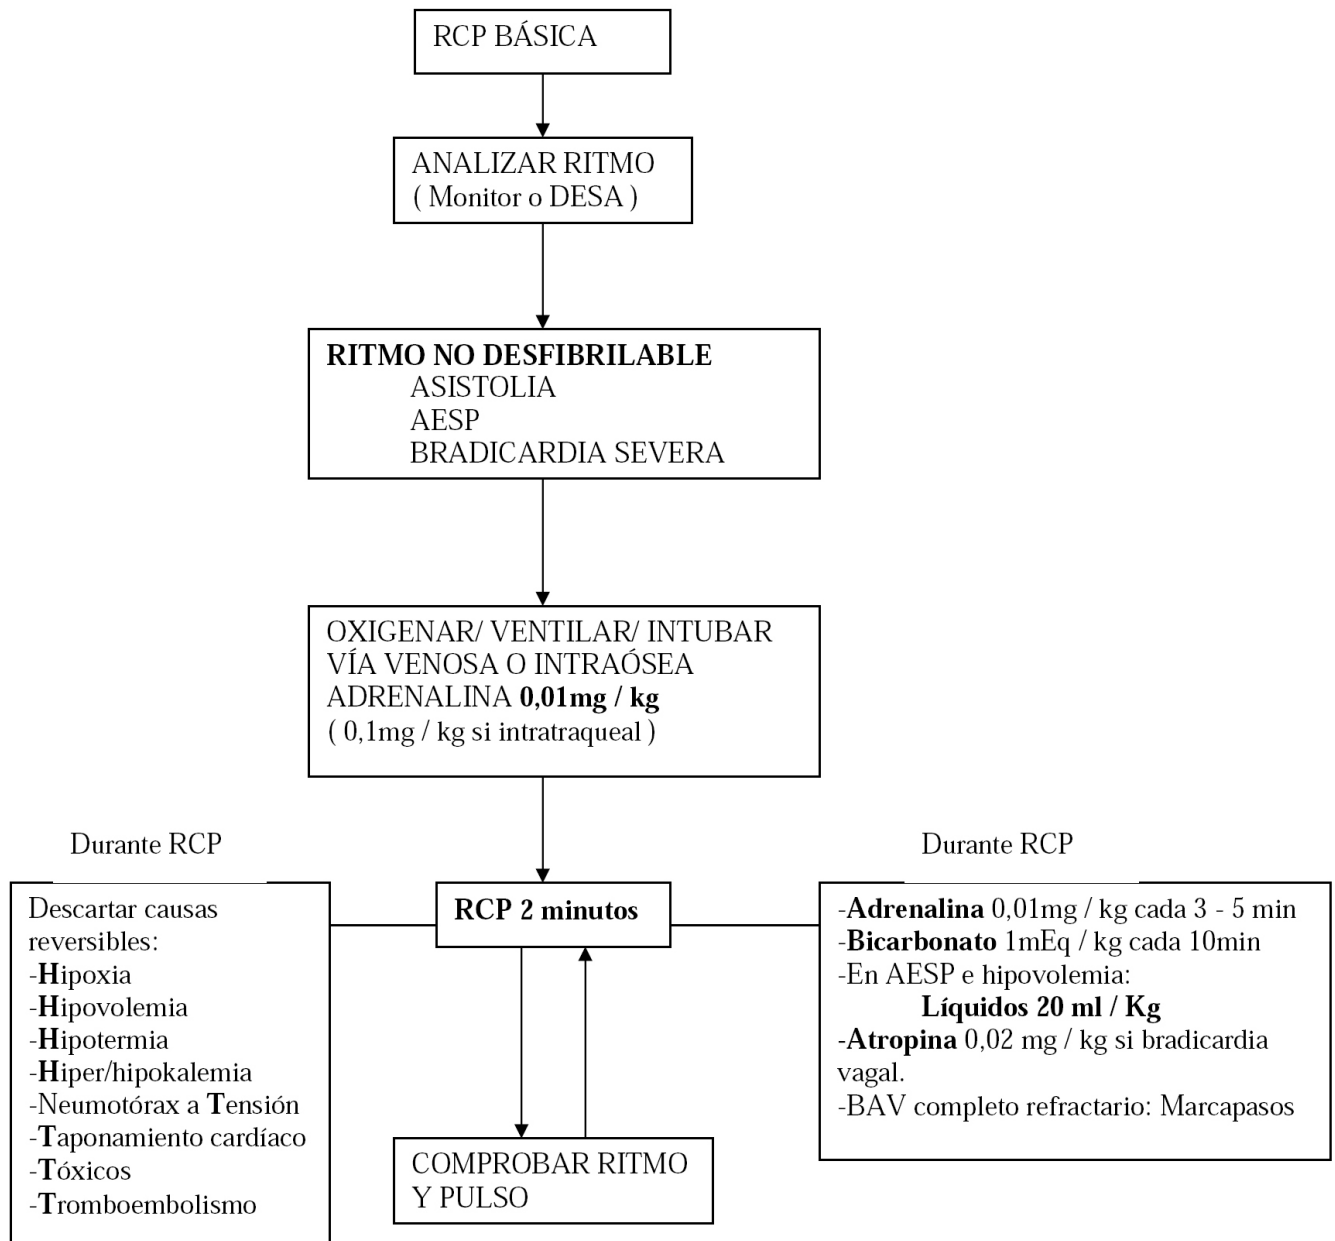 RCP BÁSICA
ANALIZAR RITMO
( Monitor o DESA )
RITMO NO DESFIBRILABLE
ASISTOLIA
AESP
BRADICARDIA SEVERA
OXIGENAR/ VENTILAR/ INTUBAR
VÍA VENOSA O INTRAÓSEA
ADRENALINA 0,01mg / kg
( 0,1mg / kg si intratraqueal )
Durante RCP
Descartar causas
reversibles:
-Hipoxia
-Hipovolemia
-Hipotermia
-Hiper/hipokalemia
-Neumotórax a Tensión
-Taponamiento cardíaco
-Tóxicos
-Tromboembolismo
RCP 2 minutos
COMPROBAR RITMO
Y PULSO
Durante RCP
-Adrenalina 0,01mg / kg cada 3 - 5 min
-Bicarbonato 1mEq / kg cada 10min
-En AESP e hipovolemia:
Líquidos 20 ml / Kg
-Atropina 0,02 mg / kg si bradicardia
vagal.
-BAV completo refractario: Marcapasos